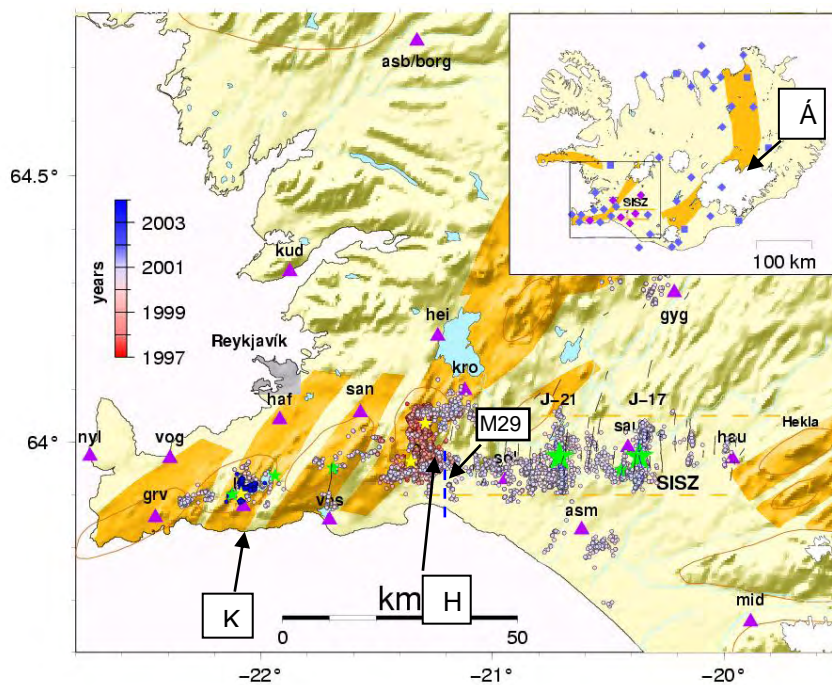 asb/borg
Á
SISZ
100 km
64.5°
years
2003
2001
1999
1997
kud
hei
gyg
Reykjavík
kro
haf
san
M29
J-21
J-17
sau
Hekla
64°
nyl
vog
hau
grv
vos
SISZ
asm
K
km
H
0
50
mid
-22°
-21°
-20°